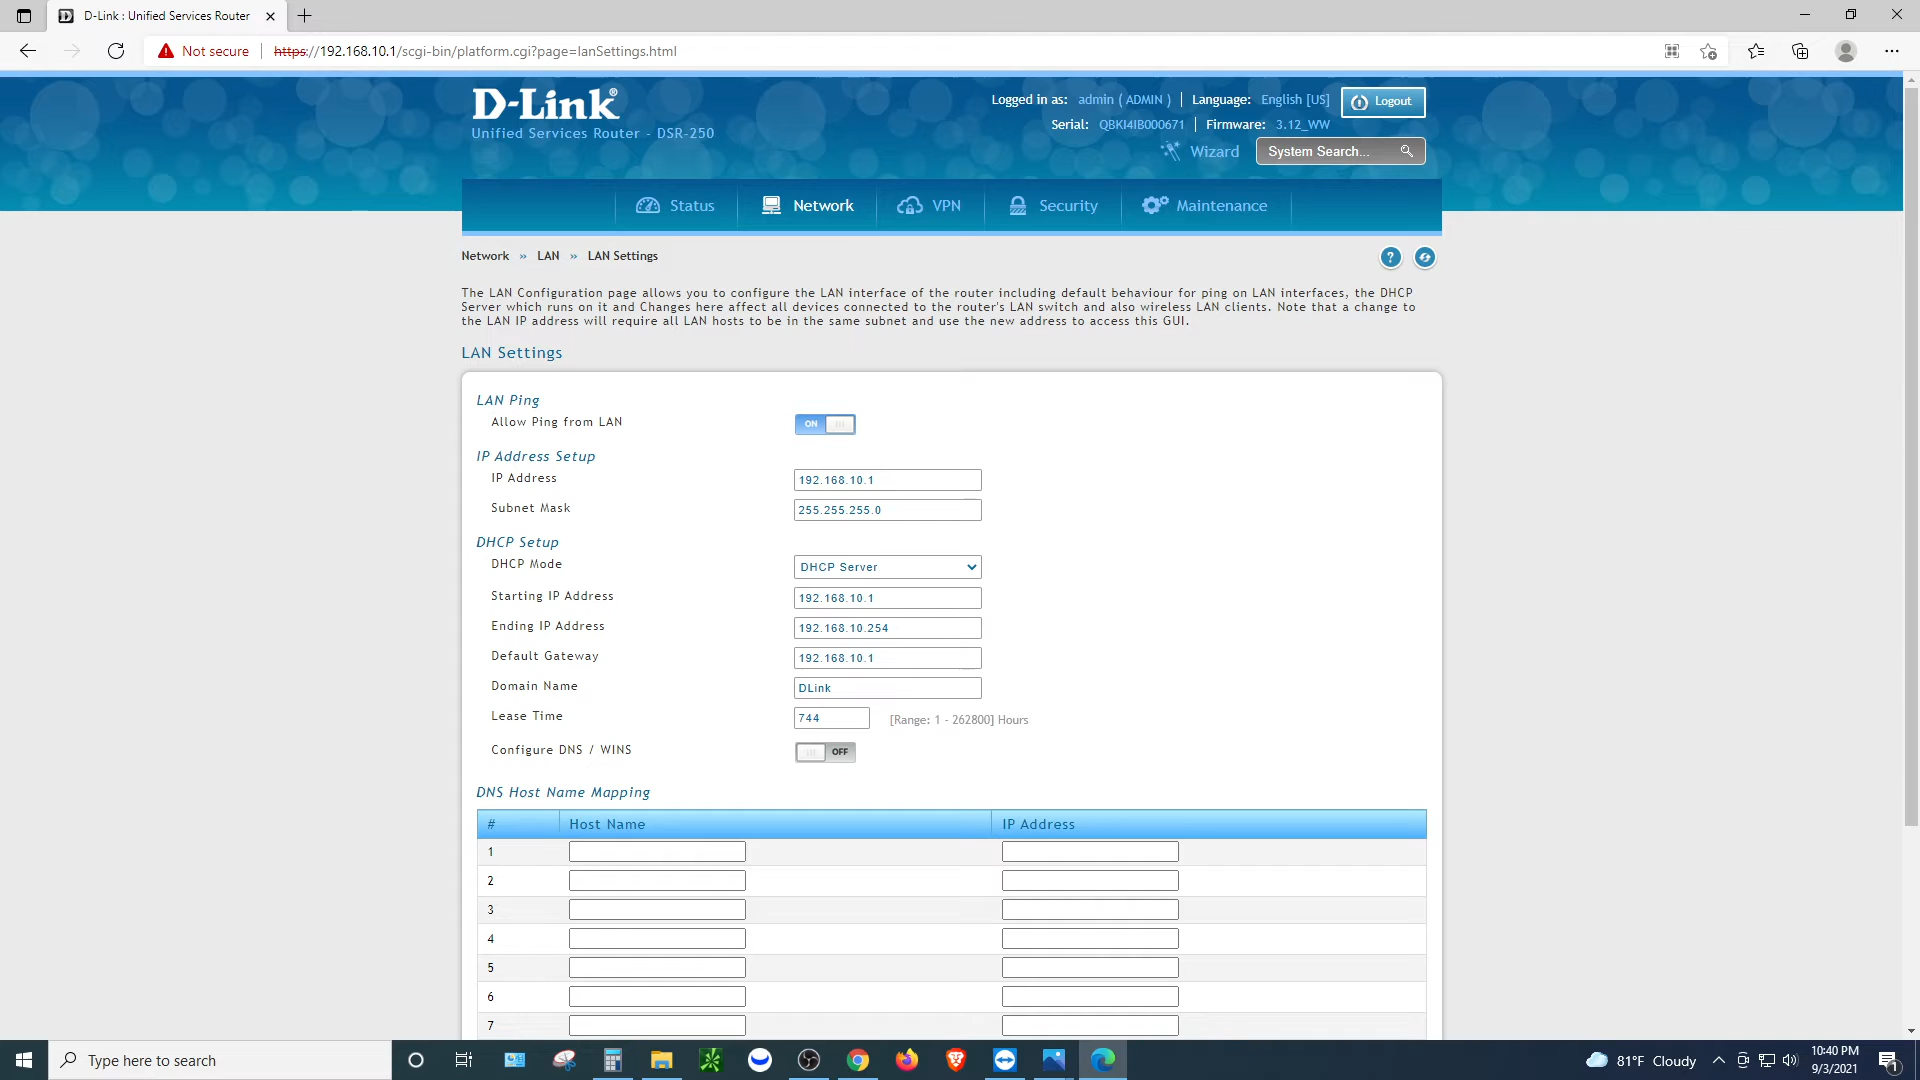 D-Link : Unified Services Router
Not secure
https://192.168.10.1/scgi-bin/platform.cgi?page=lanSettings.html
D-Link®
Unified Services Router - DSR-250
Logged in as: admin ( ADMIN ) | Language: English [US]
Logout
Serial: QBKI4IB000671 | Firmware: 3.12_WW
Wizard
System Search...
Status
Network
VPN
Security
Maintenance
Network » LAN » LAN Settings
?
The LAN Configuration page allows you to configure the LAN interface of the router including default behaviour for ping on LAN interfaces, the DHCP
Server which runs on it and Changes here affect all devices connected to the router's LAN switch and also wireless LAN clients. Note that a change to
the LAN IP address will require all LAN hosts to be in the same subnet and use the new address to access this GUI.
LAN Settings
LAN Ping
Allow Ping from LAN ON
IP Address Setup
IP Address 192.168.10.1
Subnet Mask 255.255.255.0
DHCP Setup
DHCP Mode DHCP Server
Starting IP Address 192.168.10.1
Ending IP Address 192.168.10.254
Default Gateway 192.168.10.1
Domain Name DLink
Lease Time 744 [Range: 1 - 262800] Hours
Configure DNS / WINS OFF
DNS Host Name Mapping
# Host Name IP Address
1
2
3
4
5
6
7
Type here to search
81°F Cloudy
10:40 PM
9/3/2021
1